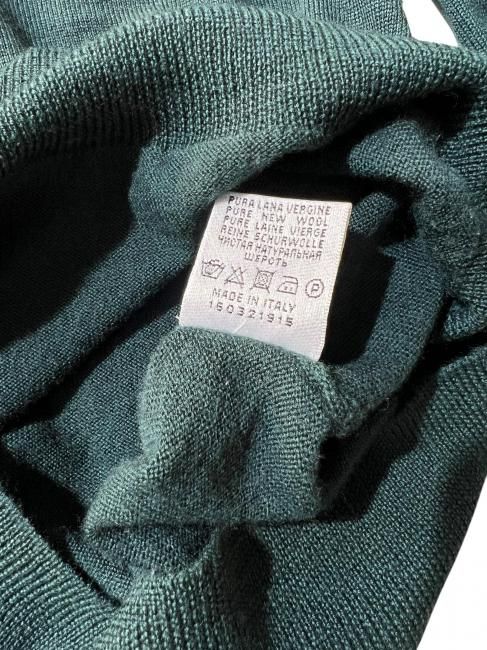 PURA LANA VERGINE
PURE NEW WOOL
PURE LAINE VIERGE
REINE SCHURWOLLE
ЧИСТАЯ НАТУРАЛЬНАЯ
ШЕРСТЬ
P
MADE IN ITALY
160321915